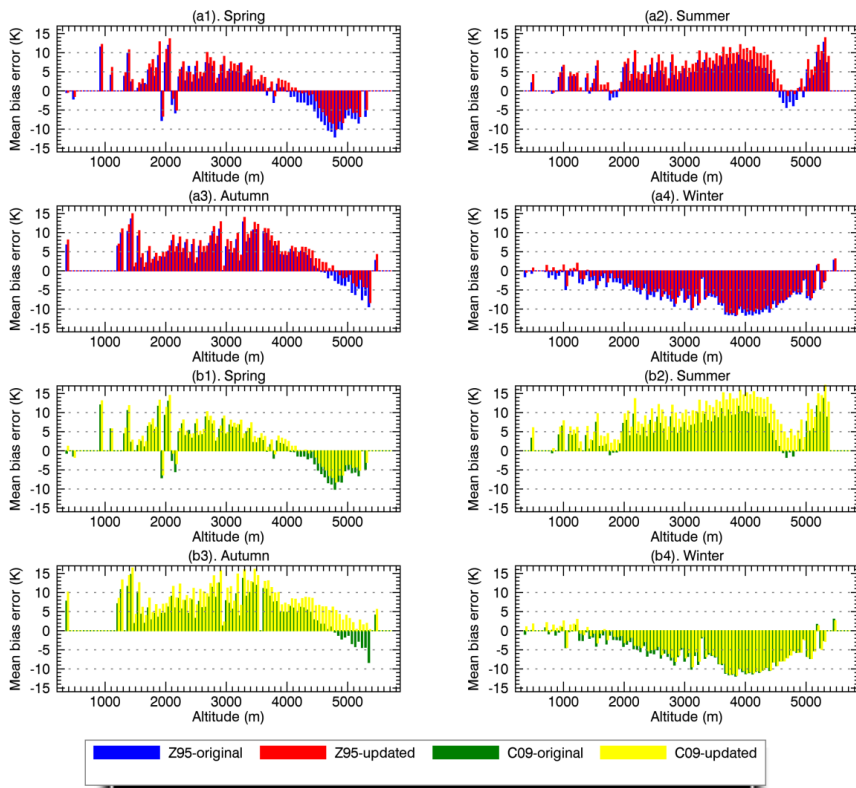 (a1). Spring
Mean bias error (K)
15
10
5
0
-5
-10
-15
1000 2000 3000 4000 5000
Altitude (m)
(a2). Summer
Mean bias error (K)
15
10
5
0
-5
-10
-15
1000 2000 3000 4000 5000
Altitude (m)
(a3). Autumn
Mean bias error (K)
15
10
5
0
-5
-10
-15
1000 2000 3000 4000 5000
Altitude (m)
(a4). Winter
Mean bias error (K)
15
10
5
0
-5
-10
-15
1000 2000 3000 4000 5000
Altitude (m)
(b1). Spring
Mean bias error (K)
15
10
5
0
-5
-10
-15
1000 2000 3000 4000 5000
Altitude (m)
(b2). Summer
Mean bias error (K)
15
10
5
0
-5
-10
-15
1000 2000 3000 4000 5000
Altitude (m)
(b3). Autumn
Mean bias error (K)
15
10
5
0
-5
-10
-15
1000 2000 3000 4000 5000
Altitude (m)
(b4). Winter
Mean bias error (K)
15
10
5
0
-5
-10
-15
1000 2000 3000 4000 5000
Altitude (m)
Z95-original Z95-updated C09-original C09-updated